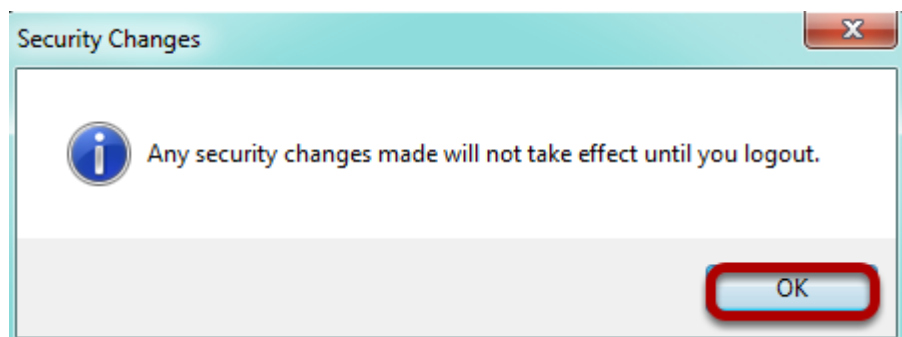 Security Changes
Any security changes made will not take effect until you logout.
OK